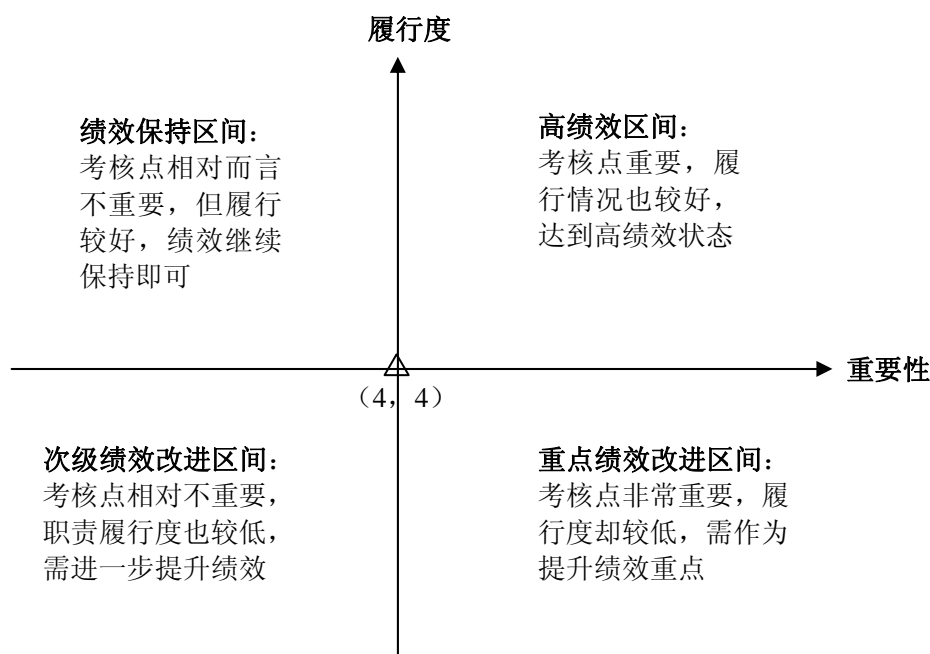 履行度
绩效保持区间：
考核点相对而言
不重要，但履行
较好，绩效继续
保持即可
高绩效区间：
考核点重要，履
行情况也较好，
达到高绩效状态
重要性
（4，4）
次级绩效改进区间：
考核点相对不重要，
职责履行度也较低，
需进一步提升绩效
重点绩效改进区间：
考核点非常重要，履
行度却较低，需作为
提升绩效重点